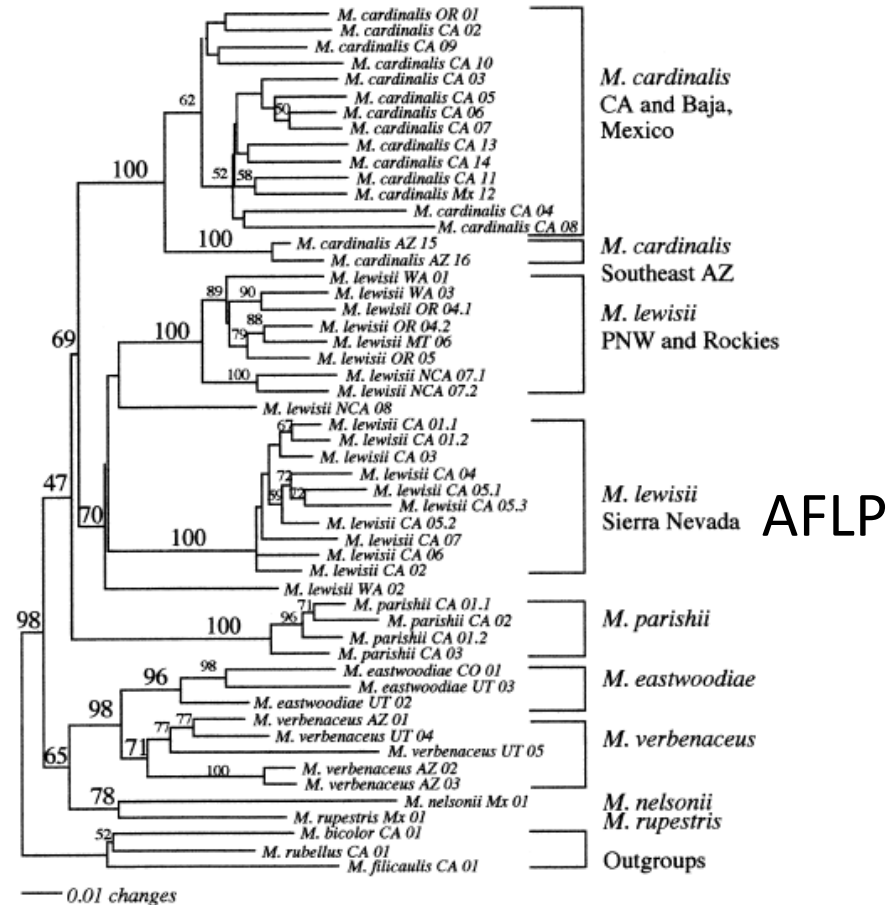 M. cardinalis OR 01
M. cardinalis CA 02
M. cardinalis CA 09
M. cardinalis CA 10
M. cardinalis CA 03
M. cardinalis CA 05
M. cardinalis CA 06
M. cardinalis CA 07
M. cardinalis CA 13
M. cardinalis CA 14
M. cardinalis CA 11
M. cardinalis Mx 12
M. cardinalis CA 04
M. cardinalis CA 08
M. cardinalis AZ 15
M. cardinalis AZ 16
M. lewisii WA 01
M. lewisii WA 03
M. lewisii OR 04.1
M. lewisii OR 04.2
M. lewisii MT 06
M. lewisii OR 05
M. lewisii NCA 07.1
M. lewisii NCA 07.2
M. lewisii NCA 08
M. lewisii CA 01.1
M. lewisii CA 01.2
M. lewisii CA 03
M. lewisii CA 04
M. lewisii CA 05.1
M. lewisii CA 05.3
M. lewisii CA 05.2
M. lewisii CA 07
M. lewisii CA 06
M. lewisii CA 02
M. lewisii WA 02
M. parishii CA 01.1
M. parishii CA 02
M. parishii CA 01.2
M. parishii CA 03
M. eastwoodiae CO 01
M. eastwoodiae UT 03
M. eastwoodiae UT 02
M. verbenaceus AZ 01
M. verbenaceus UT 04
M. verbenaceus UT 05
M. verbenaceus AZ 02
M. verbenaceus AZ 03
M. nelsonii Mx 01
M. rupestris Mx 01
M. bicolor CA 01
M. rubellus CA 01
M. filicaulis CA 01
62
50
52
58
100
100
89
90
88
79
100
100
69
67
72
72
59
100
70
47
71
96
100
98
98
96
98
77
77
71
100
65
78
52
0.01 changes
M. cardinalis
CA and Baja,
Mexico
M. cardinalis
Southeast AZ
M. lewisii
PNW and Rockies
M. lewisii
Sierra Nevada
M. parishii
M. eastwoodiae
M. verbenaceus
M. nelsonii
M. rupestris
Outgroups
AFLP